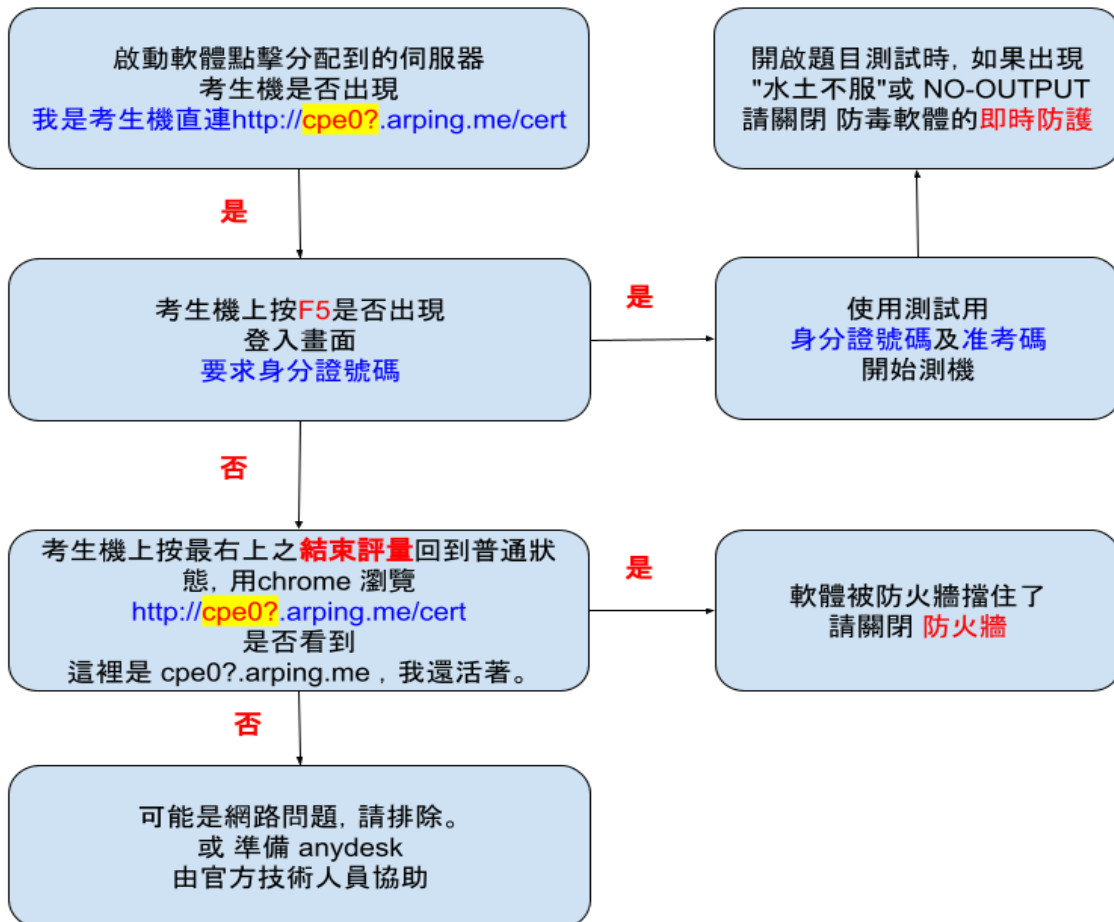 啟動軟體點擊分配到的伺服器
考生機是否出現
我是考生機直連http://cpe0?.arping.me/cert
開啟題目測試時, 如果出現
"水土不服"或 NO-OUTPUT
請關閉 防毒軟體的即時防護
是
考生機上按F5是否出現
登入畫面
要求身分證號碼
是
使用測試用
身分證號碼及准考碼
開始測機
否
考生機上按最右上之結束評量回到普通狀
態, 用chrome 瀏覽
http://cpe0?.arping.me/cert
是否看到
這裡是 cpe0?.arping.me , 我還活著。
是
軟體被防火牆擋住了
請關閉 防火牆
否
可能是網路問題, 請排除。
或 準備 anydesk
由官方技術人員協助